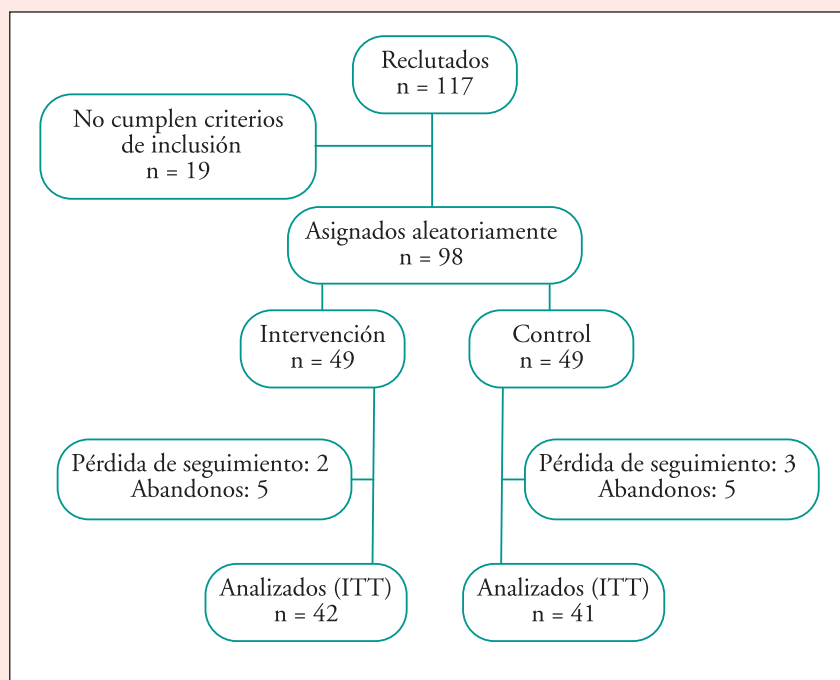 Reclutados
n = 117
No cumplen criterios
de inclusión
n = 19
Asignados aleatoriamente
n = 98
Intervención
n = 49
Control
n = 49
Pérdida de seguimiento: 2
Abandonos: 5
Pérdida de seguimiento: 3
Abandonos: 5
Analizados (ITT)
n = 42
Analizados (ITT)
n = 41